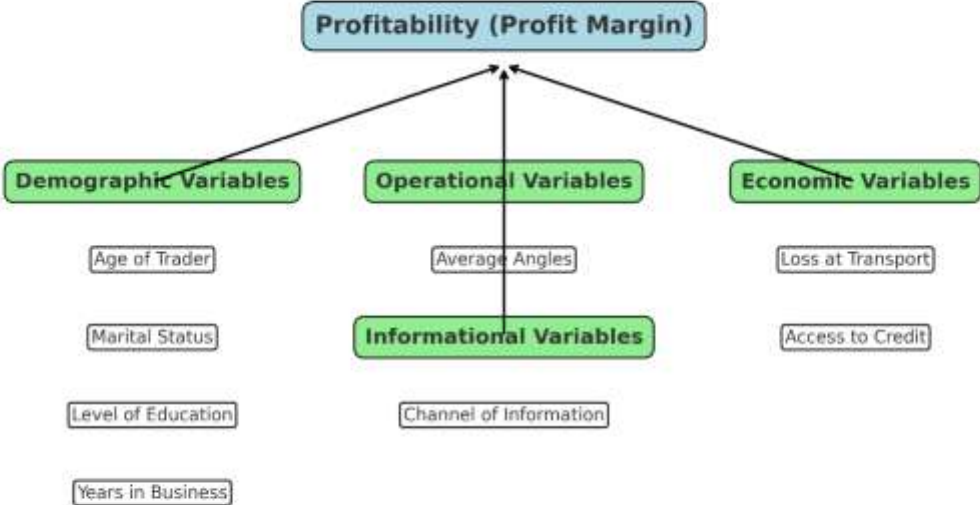 Profitability (Profit Margin)
Demographic Variables
Operational Variables
Economic Variables
Age of Trader
Average Angles
Loss at Transport
Marital Status
Informational Variables
Access to Credit
Level of Education
Channel of Information
Years in Business